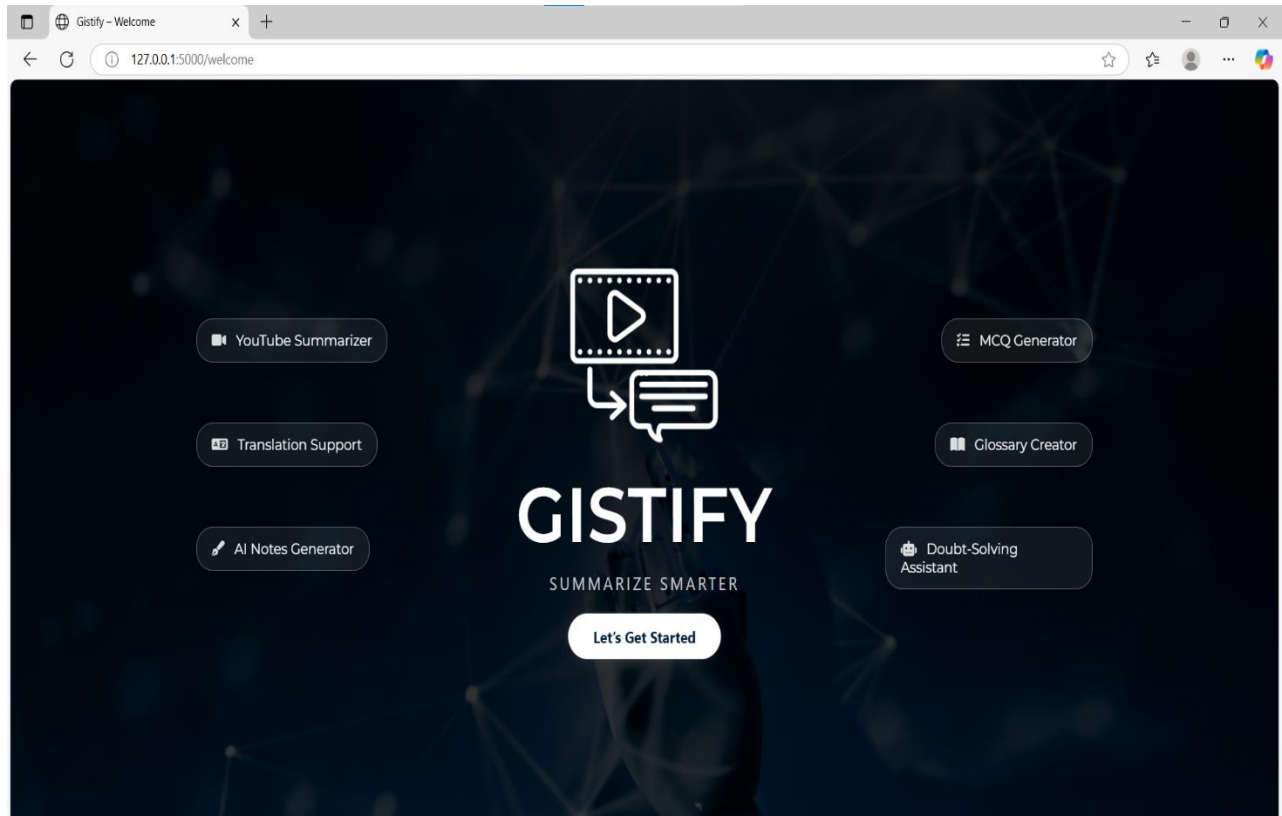 Gistify – Welcome
127.0.0.1:5000/welcome
YouTube Summarizer
MCQ Generator
Translation Support
Glossary Creator
GISTIFY
AI Notes Generator
Doubt-Solving
Assistant
SUMMARIZE SMARTER
Let’s Get Started